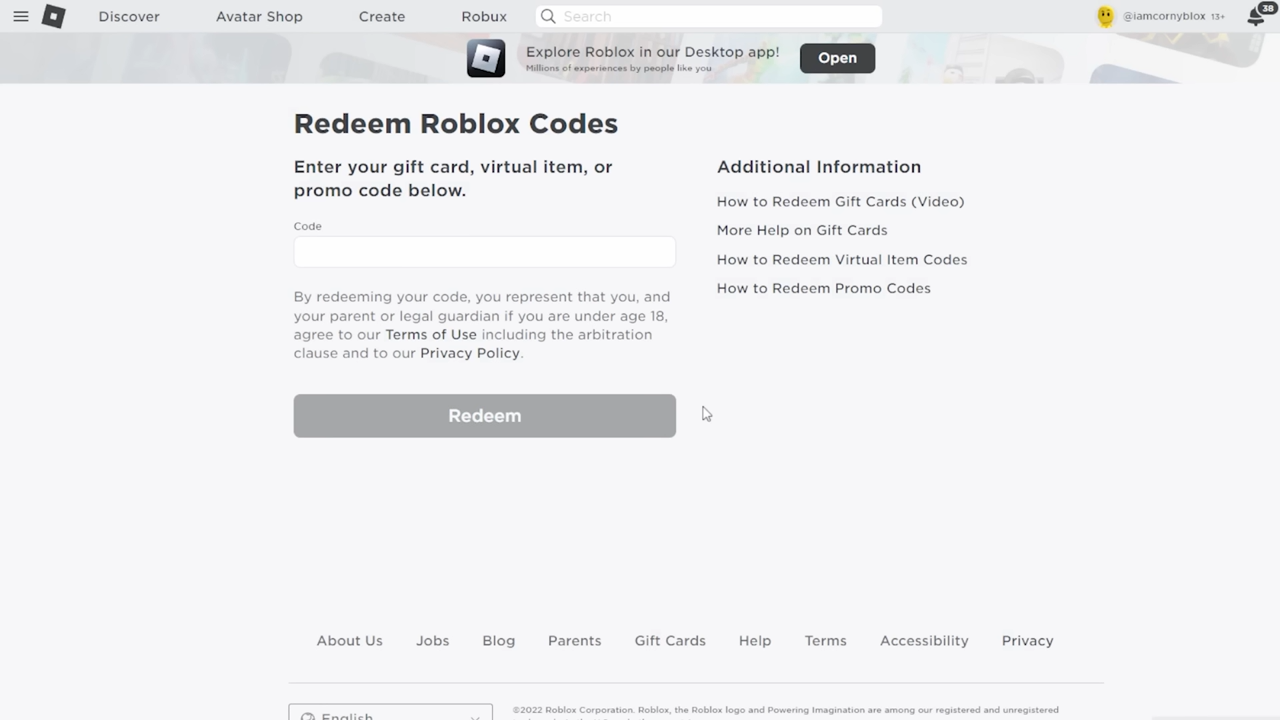 Discover Avatar Shop Create Robux Search @iamcornyblox 13+ 38
Explore Roblox in our Desktop app! Open
Millions of experiences by people like you
Redeem Roblox Codes
Enter your gift card, virtual item, or
promo code below.
Code
By redeeming your code, you represent that you, and
your parent or legal guardian if you are under age 18,
agree to our Terms of Use including the arbitration
clause and to our Privacy Policy.
Redeem
Additional Information
How to Redeem Gift Cards (Video)
More Help on Gift Cards
How to Redeem Virtual Item Codes
How to Redeem Promo Codes
About Us Jobs Blog Parents Gift Cards Help Terms Accessibility Privacy
English
©2022 Roblox Corporation. Roblox, the Roblox logo and Powering Imagination are among our registered and unregistered